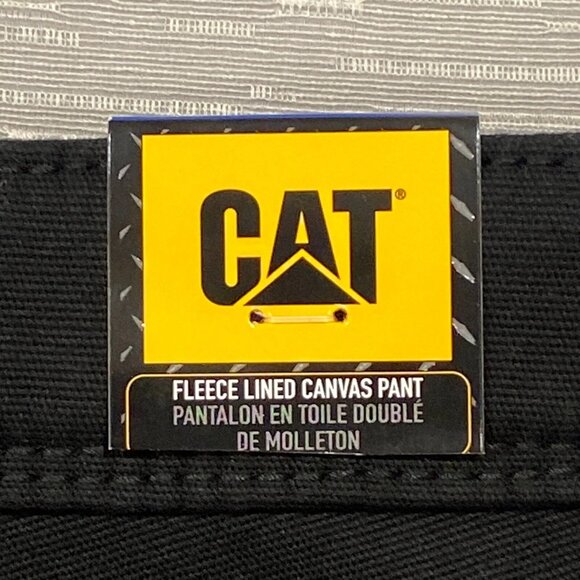 CAT®
FLEECE LINED CANVAS PANT
PANTALON EN TOILE DOUBLÉ
DE MOLLETON